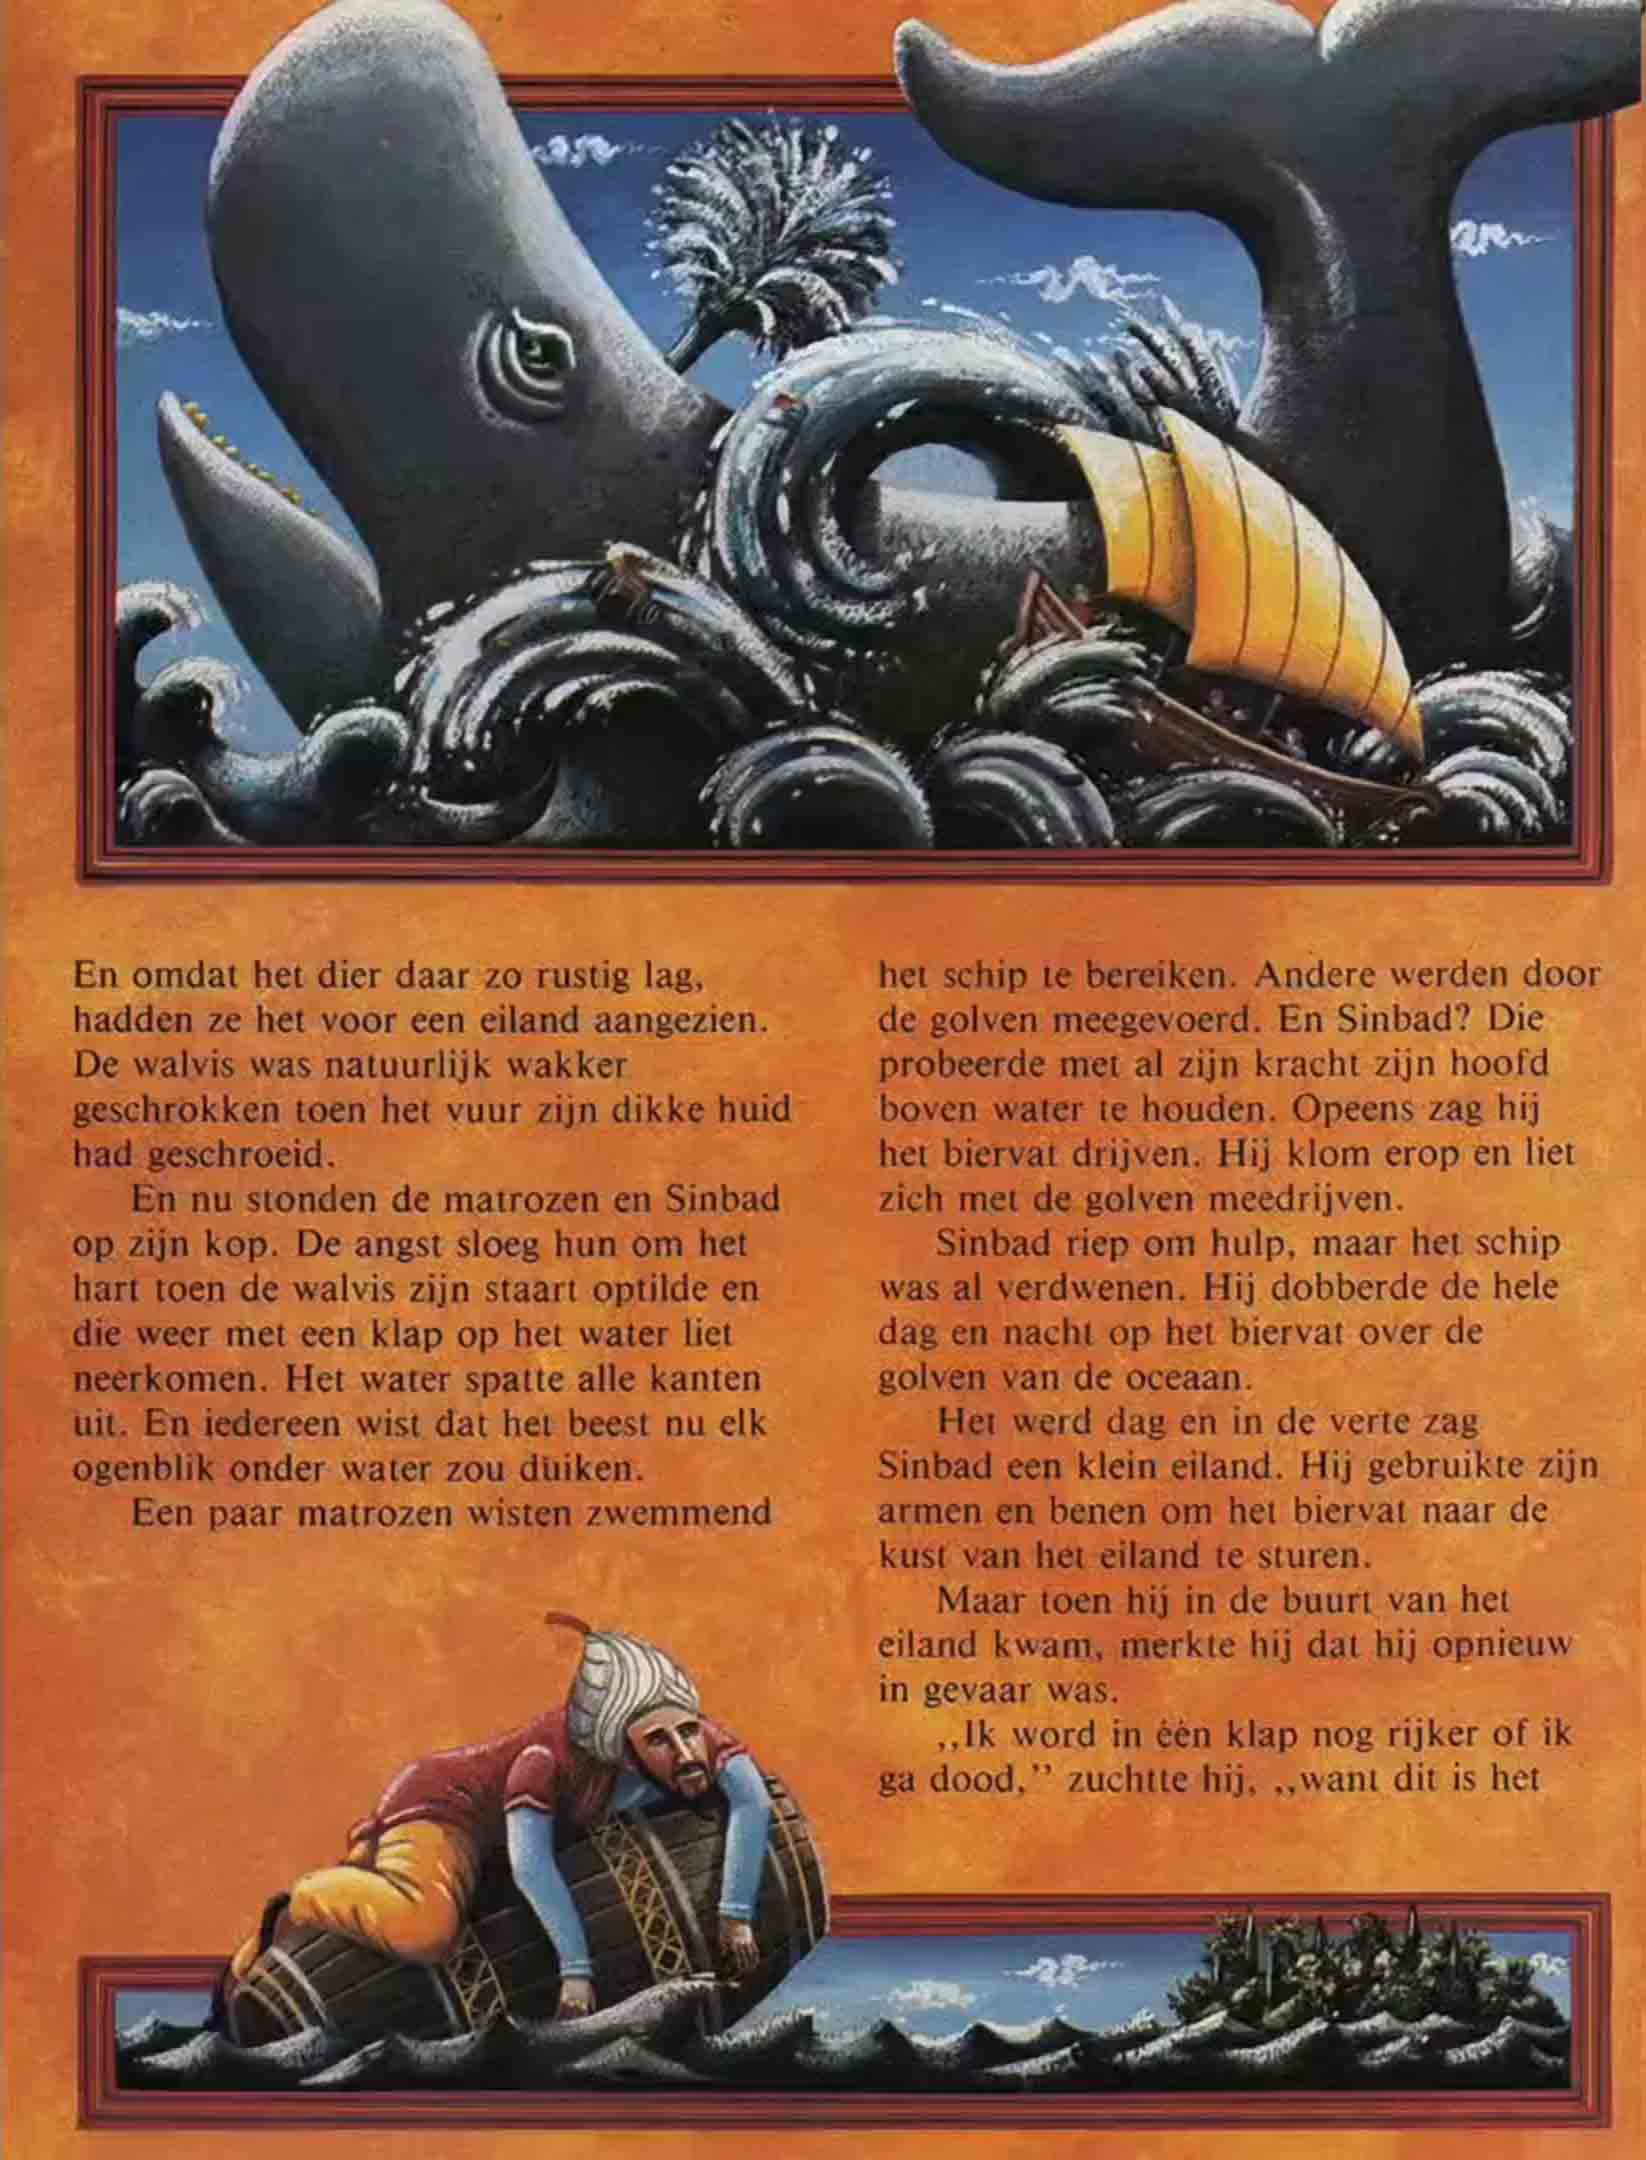 En omdat het dier daar zo rustig lag,
hadden ze het voor een eiland aangezien.
De walvis was natuurlijk wakker
geschrokken toen het vuur zijn dikke huid
had geschroeid.
En nu stonden de matrozen en Sinbad
op zijn kop. De angst sloeg hun om het
hart toen de walvis zijn staart optilde en
die weer met een klap op het water liet
neerkomen. Het water spatte alle kanten
uit. En iedereen wist dat het beest nu elk
ogenblik onder water zou duiken.
Een paar matrozen wisten zwemmend
het schip te bereiken. Andere werden door
de golven meegevoerd. En Sinbad? Die
probeerde met al zijn kracht zijn hoofd
boven water te houden. Opeens zag hij
het biervat drijven. Hij klom erop en liet
zich met de golven meedrijven.
Sinbad riep om hulp, maar het schip
was al verdwenen. Hij dobberde de hele
dag en nacht op het biervat over de
golven van de oceaan.
Het werd dag en in de verte zag
Sinbad een klein eiland. Hij gebruikte zijn
armen en benen om het biervat naar de
kust van het eiland te sturen.
Maar toen hij in de buurt van het
eiland kwam, merkte hij dat hij opnieuw
in gevaar was.
,,Ik word in één klap nog rijker of ik
ga dood,'' zuchtte hij, ,,want dit is het